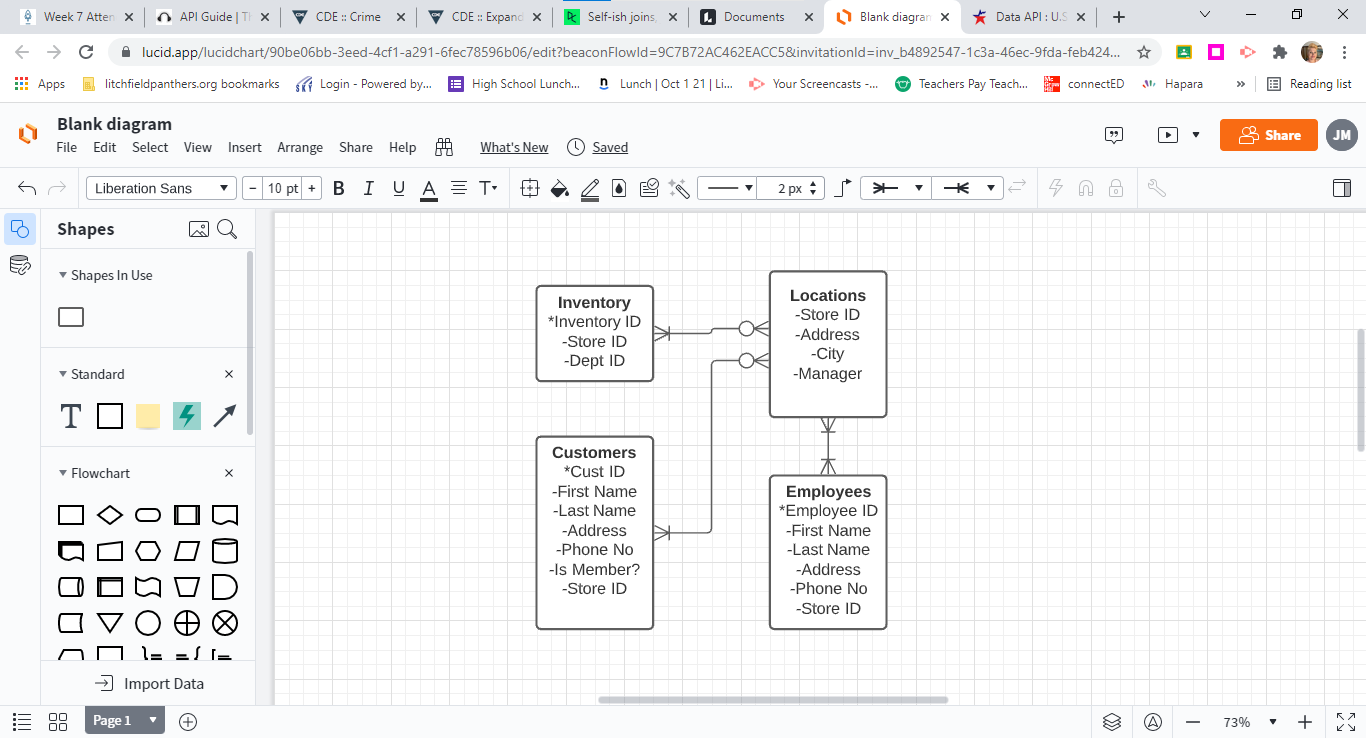 Week 7 Atten
API Guide | Th
CDE :: Crime
CDE :: Expand
Self-ish joins,
Documents
Blank diagram
Data API : U.S
lucid.app/lucidchart/90be06bb-3eed-4cf1-a291-6fec78596b06/edit?beaconFlowId=9C7B72AC462EACC5&invitationId=inv_b4892547-1c3a-46ec-9fda-feb424...
Apps
litchfieldpanthers.org bookmarks
Login - Powered by...
High School Lunch...
Lunch | Oct 1 21 | Li...
Your Screencasts -...
Teachers Pay Teach...
connectED
Hapara
»
Reading list
Blank diagram
File Edit Select View Insert Arrange Share Help What's New Saved
Share
JM
Liberation Sans
- 10 pt +
B I U A T
2 px
Shapes
Shapes In Use
Standard
T
Flowchart
Import Data
Inventory
*Inventory ID
-Store ID
-Dept ID
Locations
-Store ID
-Address
-City
-Manager
Customers
*Cust ID
-First Name
-Last Name
-Address
-Phone No
-Is Member?
-Store ID
Employees
*Employee ID
-First Name
-Last Name
-Address
-Phone No
-Store ID
Page 1
73%